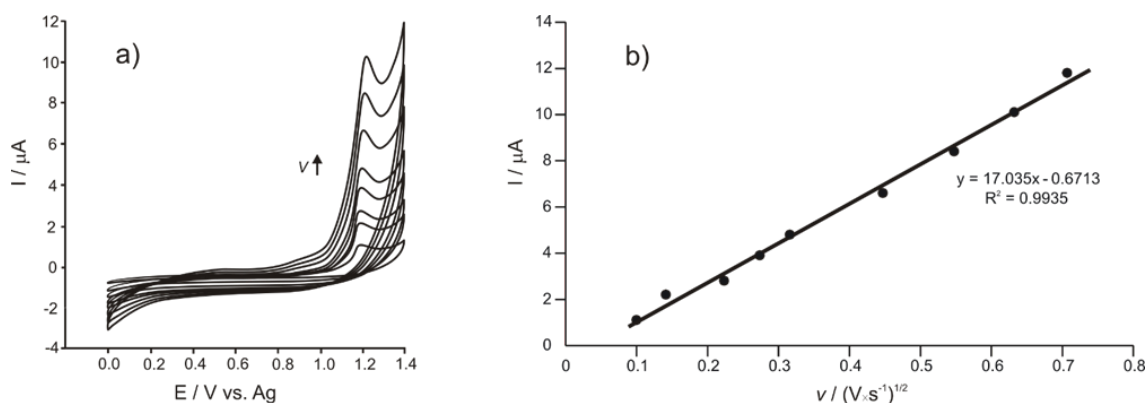 a)
I / μA
12
10
8
6
4
2
0
-2
-4
v
0.0 0.2 0.4 0.6 0.8 1.0 1.2 1.4
E / V vs. Ag
b)
I / μA
14
12
10
8
6
4
2
0
y = 17.035x - 0.6713
R² = 0.9935
0 0.1 0.2 0.3 0.4 0.5 0.6 0.7 0.8
v / (V×s⁻¹)¹/²